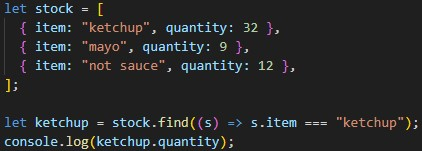 let stock = [
  { item: "ketchup", quantity: 32 },
  { item: "mayo", quantity: 9 },
  { item: "not sauce", quantity: 12 },
];

let ketchup = stock.find((s) => s.item === "ketchup");
console.log(ketchup.quantity);